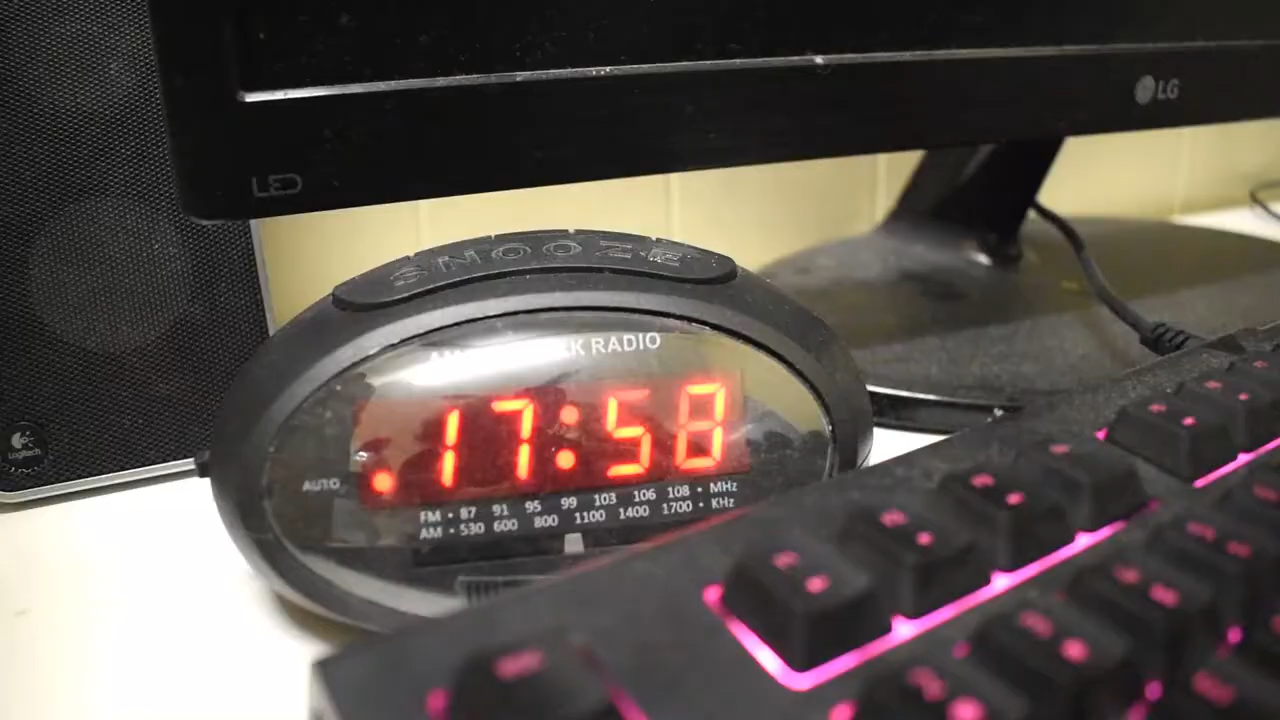 LG
LED
SNOOZE
RADIO
17:58
AUTO
FM • 87 91 95 99 103 106 108 • MHz
AM • 530 600 800 1100 1400 1700 • KHz
Logitech